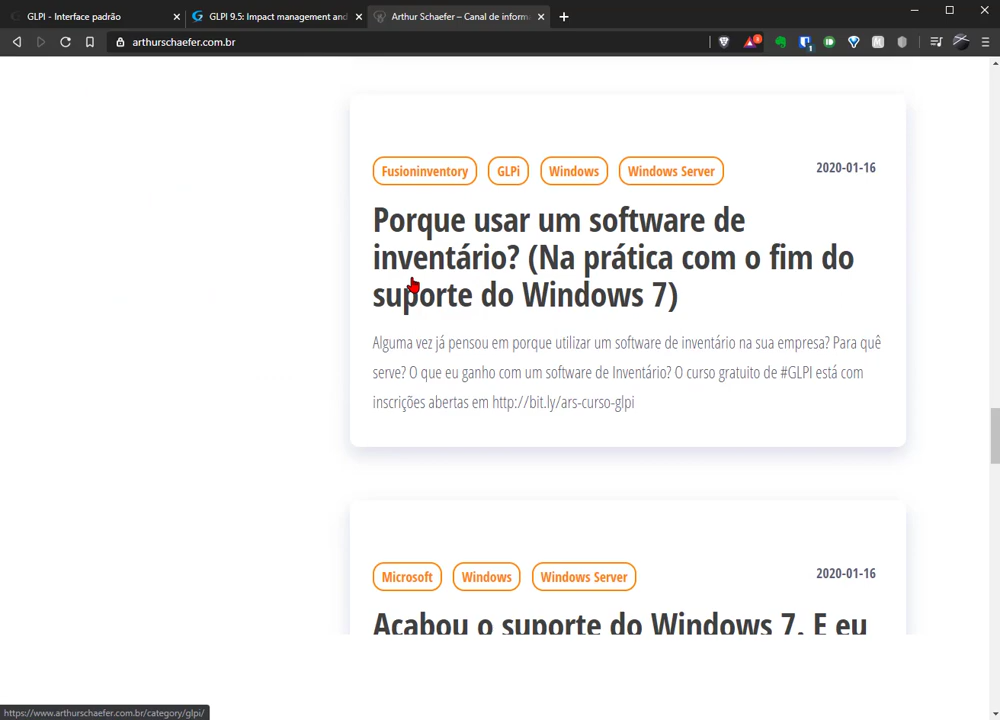 GLPI - Interface padrão
GLPI 9.5: Impact management and
Arthur Schaefer – Canal de inform
arthurschaefer.com.br
Fusioninventory GLPi Windows Windows Server
2020-01-16
Porque usar um software de
inventário? (Na prática com o fim do
suporte do Windows 7)
Alguma vez já pensou em porque utilizar um software de inventário na sua empresa? Para quê
serve? O que eu ganho com um software de Inventário? O curso gratuito de #GLPI está com
inscrições abertas em http://bit.ly/ars-curso-glpi
Microsoft Windows Windows Server
2020-01-16
Acabou o suporte do Windows 7. E eu
https://www.arthurschaefer.com.br/category/glpi/